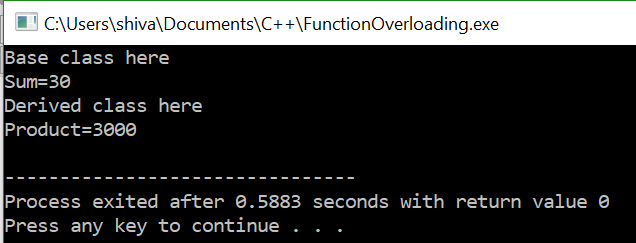 C:\Users\shiva\Documents\C++\FunctionOverloading.exe
Base class here
Sum=30
Derived class here
Product=3000
--------------------------------
Process exited after 0.5883 seconds with return value 0
Press any key to continue . . .